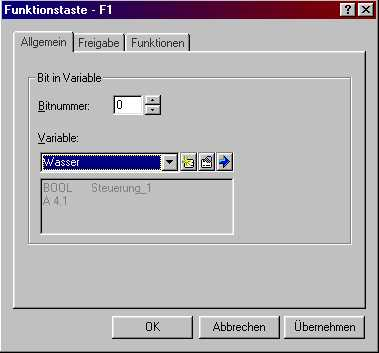 Funktionstaste - F1
Allgemein Freigabe Funktionen
Bit in Variable
Bitnummer: 0
Variable:
Wasser
BOOL Steuerung_1
A 4.1
OK Abbrechen Übernehmen